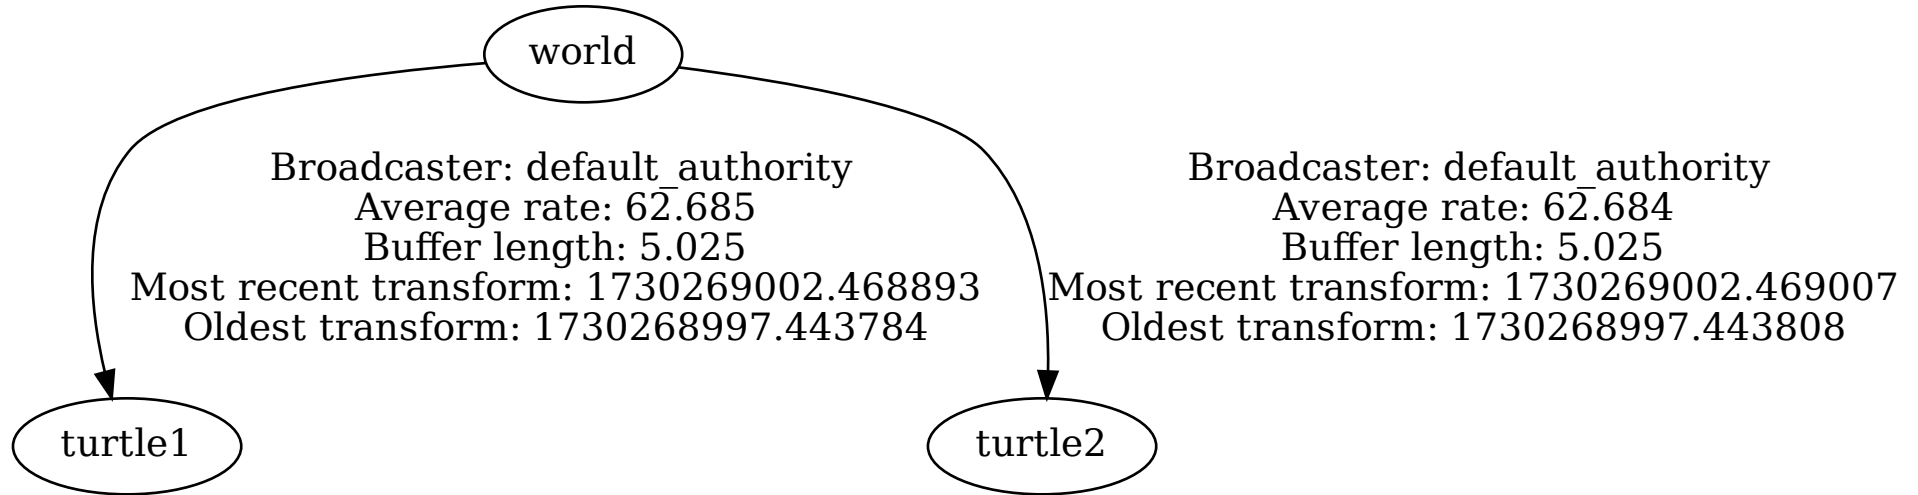 world
Broadcaster: default_authority
Average rate: 62.685
Buffer length: 5.025
Most recent transform: 1730269002.468893
Oldest transform: 1730268997.443784
Broadcaster: default_authority
Average rate: 62.684
Buffer length: 5.025
Most recent transform: 1730269002.469007
Oldest transform: 1730268997.443808
turtle1
turtle2